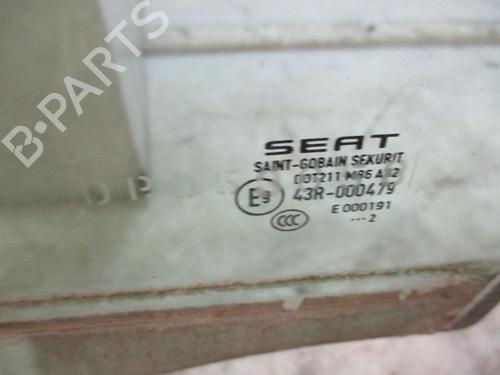 B-PARTS
SEAT
SAINT-GOBAIN SEKURIT
DOT211 M86 AS2
E9 43R-000479
CCC E 000191
... 2